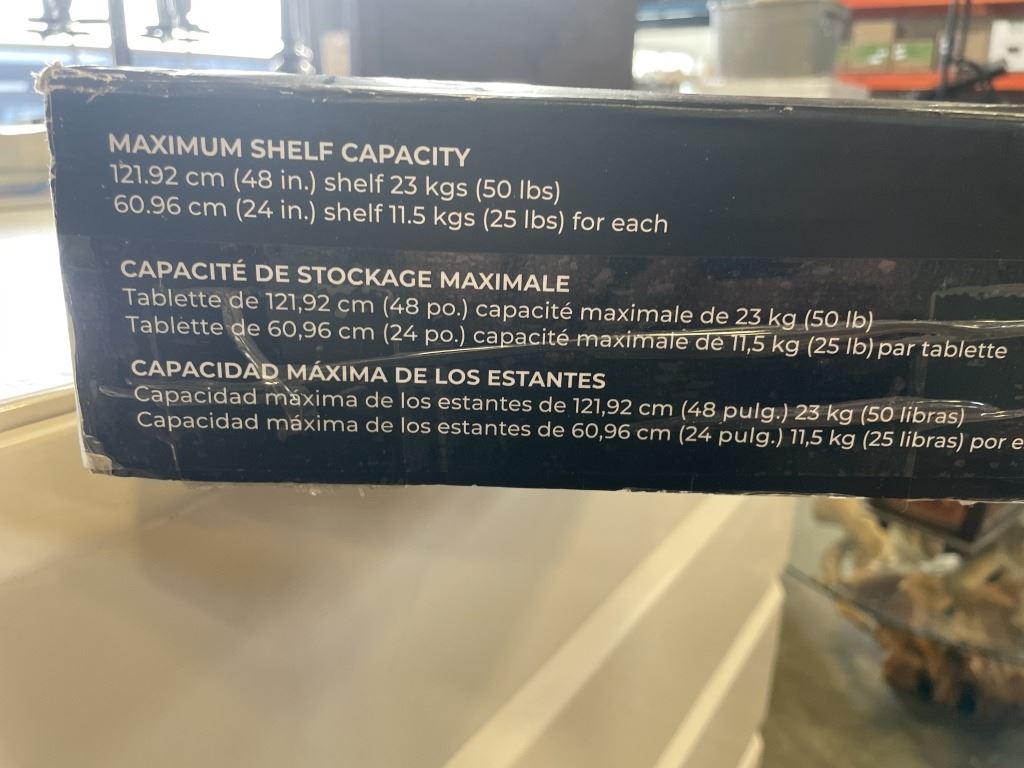 MAXIMUM SHELF CAPACITY
121.92 cm (48 in.) shelf 23 kgs (50 lbs)
60.96 cm (24 in.) shelf 11.5 kgs (25 lbs) for each
CAPACITÉ DE STOCKAGE MAXIMALE
Tablette de 121,92 cm (48 po.) capacité maximale de 23 kg (50 lb)
Tablette de 60,96 cm (24 po.) capacité maximale de 11,5 kg (25 lb) par tablette
CAPACIDAD MÁXIMA DE LOS ESTANTES
Capacidad máxima de los estantes de 121,92 cm (48 pulg.) 23 kg (50 libras)
Capacidad máxima de los estantes de 60,96 cm (24 pulg.) 11,5 kg (25 libras) por